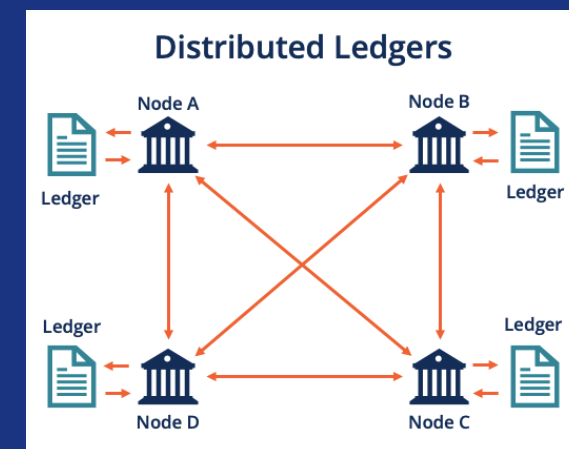 Distributed Ledgers
Node A
Node B
Ledger
Ledger
Ledger
Ledger
Node D
Node C